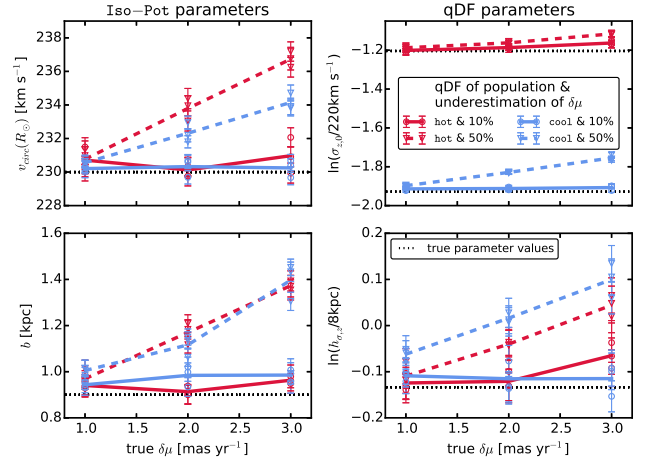 Iso−Pot parameters
qDF parameters
238
236
234
232
230
228
v_circ(R_⊙) [km s⁻¹]
−1.2
−1.4
−1.6
−1.8
−2.0
ln(σ_z,0/220km s⁻¹)
qDF of population &
underestimation of δμ
hot & 10%
cool & 10%
hot & 50%
cool & 50%
1.6
1.4
1.2
1.0
0.8
b [kpc]
1.0 1.5 2.0 2.5 3.0
true δμ [mas yr⁻¹]
0.2
0.1
0.0
−0.1
−0.2
ln(h_σ,z/8kpc)
true parameter values
1.0 1.5 2.0 2.5 3.0
true δμ [mas yr⁻¹]